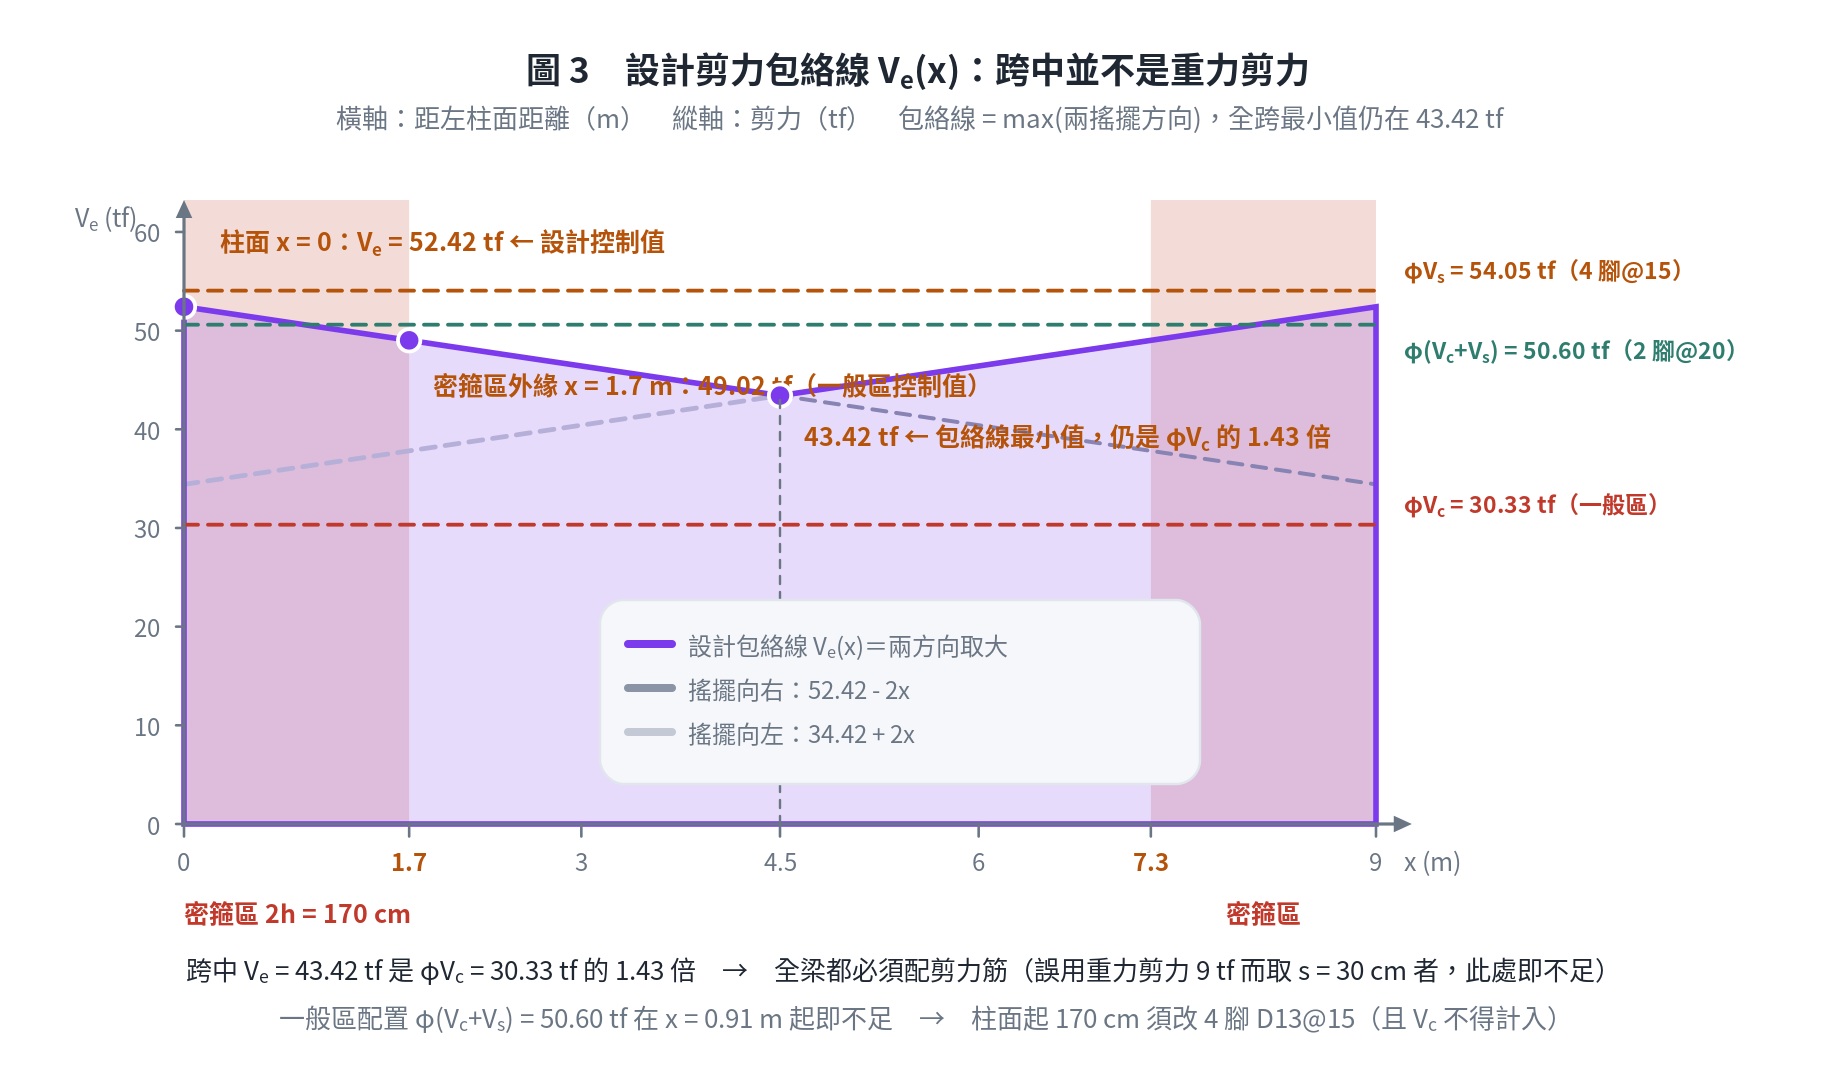 圖 3　設計剪力包絡線 Vₑ(x)：跨中並不是重力剪力
橫軸：距左柱面距離（m）　縱軸：剪力（tf）　包絡線 = max(兩搖擺方向)，全跨最小值仍在 43.42 tf
Vₑ (tf)
60
柱面 x = 0：Vₑ = 52.42 tf ← 設計控制值
ϕVₛ = 54.05 tf（4 腳@15）
50
ϕ(V꜀+Vₛ) = 50.60 tf（2 腳@20）
密箍區外緣 x = 1.7 m：49.02 tf（一般區控制值）
40
43.42 tf ← 包絡線最小值，仍是 ϕV꜀ 的 1.43 倍
ϕV꜀ = 30.33 tf（一般區）
30
20
設計包絡線 Vₑ(x)＝兩方向取大
搖擺向右：52.42 - 2x
10
搖擺向左：34.42 + 2x
0
0
1.7
3
4.5
6
7.3
9
x (m)
密箍區 2h = 170 cm
密箍區
跨中 Vₑ = 43.42 tf 是 ϕV꜀ = 30.33 tf 的 1.43 倍　→　全梁都必須配剪力筋（誤用重力剪力 9 tf 而取 s = 30 cm 者，此處即不足）
一般區配置 ϕ(V꜀+Vₛ) = 50.60 tf 在 x = 0.91 m 起即不足　→　柱面起 170 cm 須改 4 腳 D13@15（且 V꜀ 不得計入）